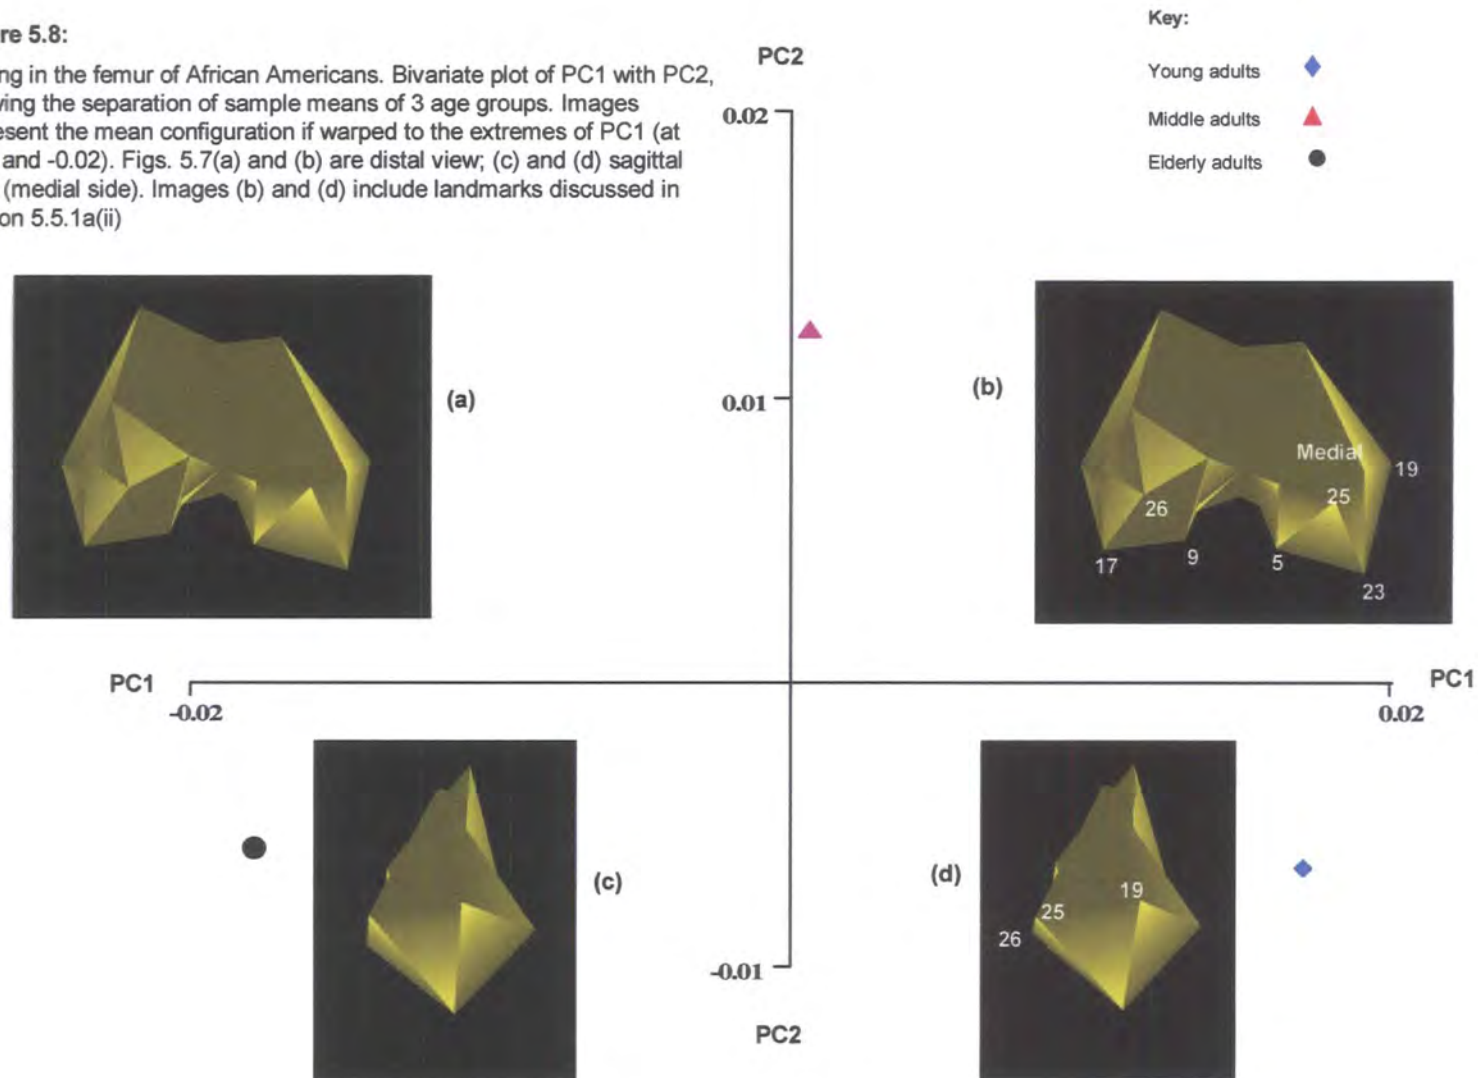 re 5.8:
ng in the femur of African Americans. Bivariate plot of PC1 with PC2,
ving the separation of sample means of 3 age groups. Images
esent the mean configuration if warped to the extremes of PC1 (at
and -0.02). Figs. 5.7(a) and (b) are distal view; (c) and (d) sagittal
(medial side). Images (b) and (d) include landmarks discussed in
on 5.5.1a(ii)
Key:
Young adults
Middle adults
Elderly adults
PC2
0.02
0.01
(a)
(b)
Medial
19
25
26
17
9
5
23
PC1
-0.02
PC1
0.02
(c)
(d)
19
25
26
-0.01
PC2